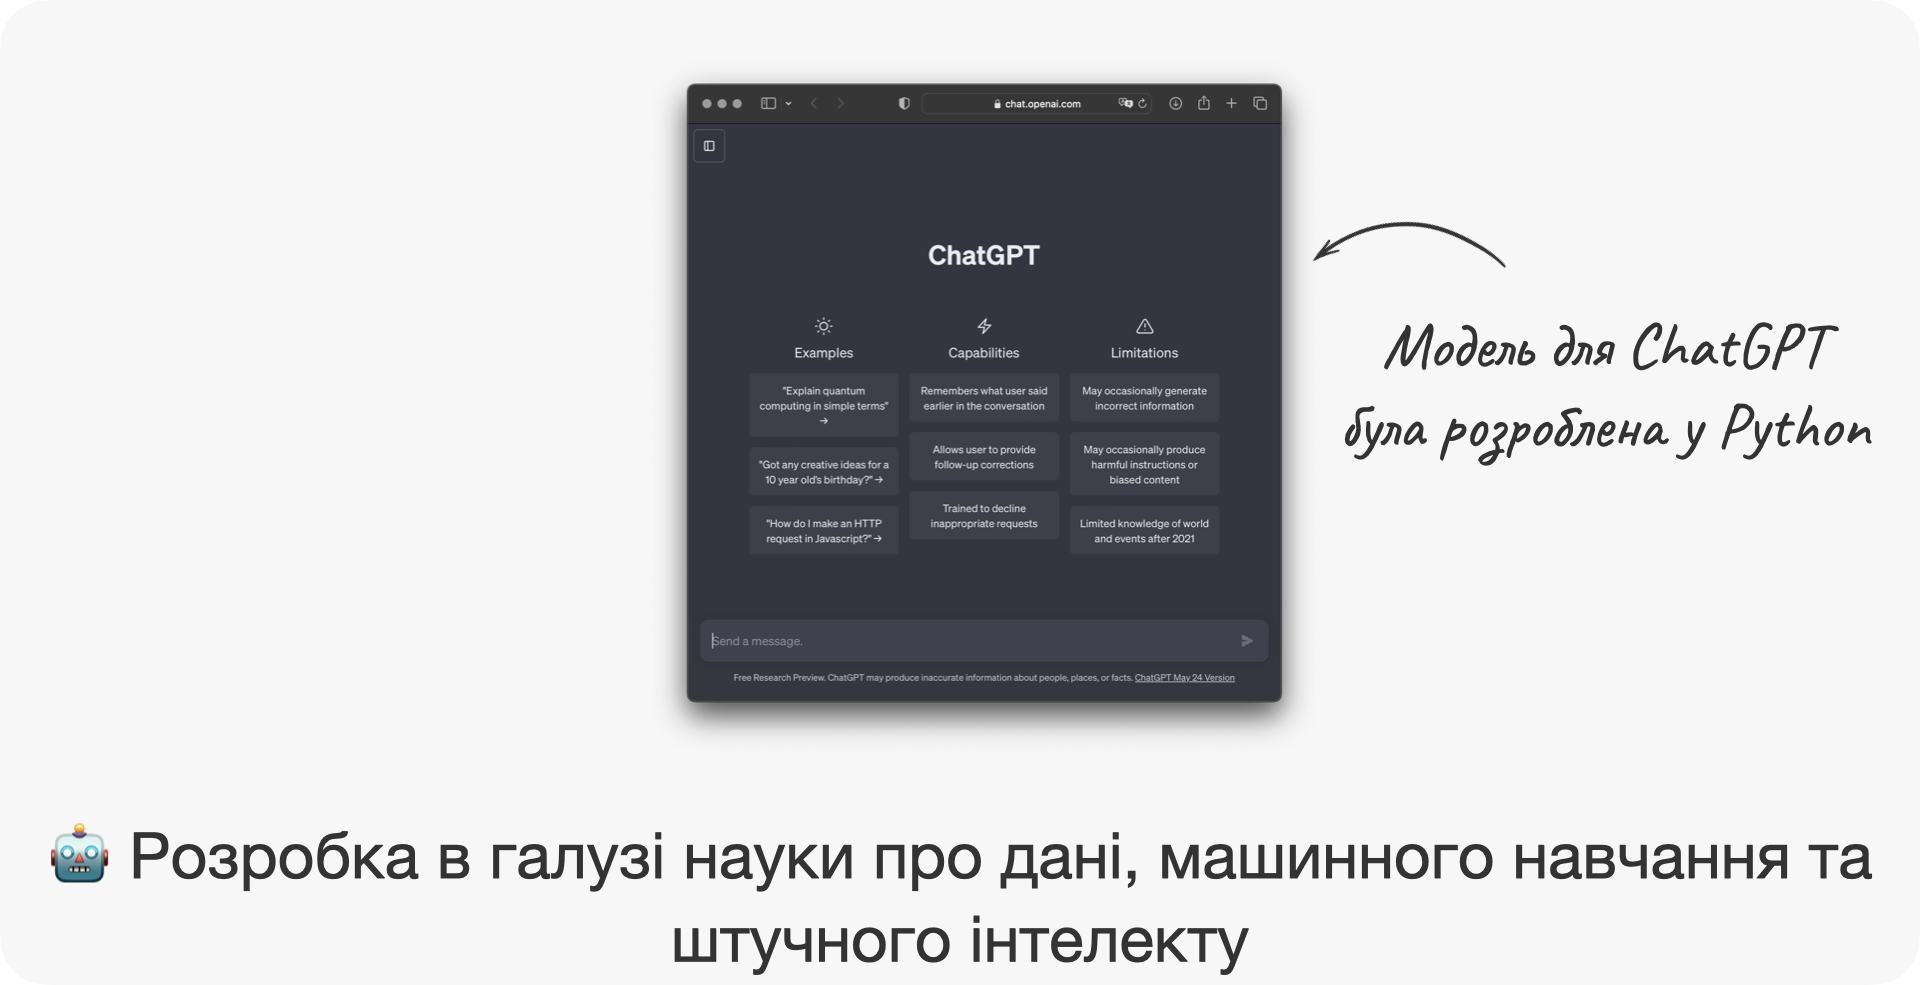 chat.openai.com
ChatGPT
Examples
"Explain quantum
computing in simple terms"
→
"Got any creative ideas for a
10 year old's birthday?" →
"How do I make an HTTP
request in Javascript?" →
Capabilities
Remembers what user said
earlier in the conversation
Allows user to provide
follow-up corrections
Trained to decline
inappropriate requests
Limitations
May occasionally generate
incorrect information
May occasionally produce
harmful instructions or
biased content
Limited knowledge of world
and events after 2021
Send a message.
Free Research Preview. ChatGPT may produce inaccurate information about people, places, or facts. ChatGPT May 24 Version
Модель для ChatGPT
була розроблена у Python
🤖 Розробка в галузі науки про дані, машинного навчання та
штучного інтелекту